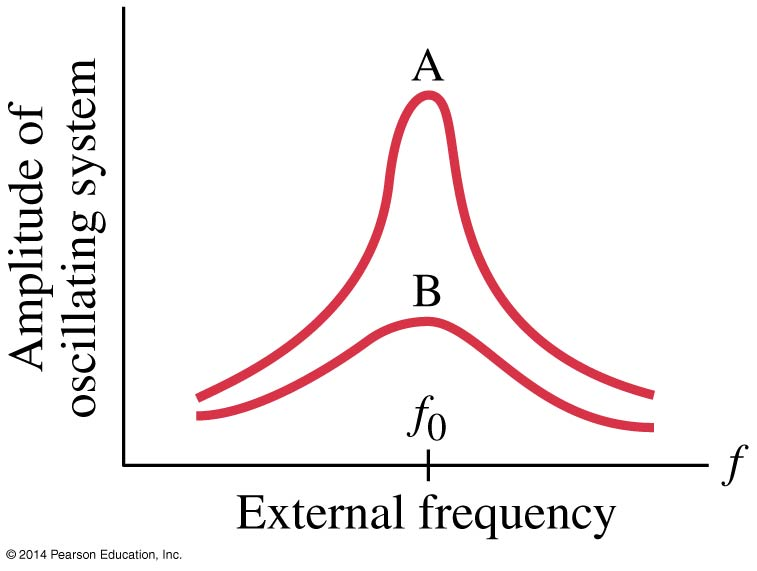 Amplitude of
oscillating system
A
B
f0
f
External frequency
© 2014 Pearson Education, Inc.